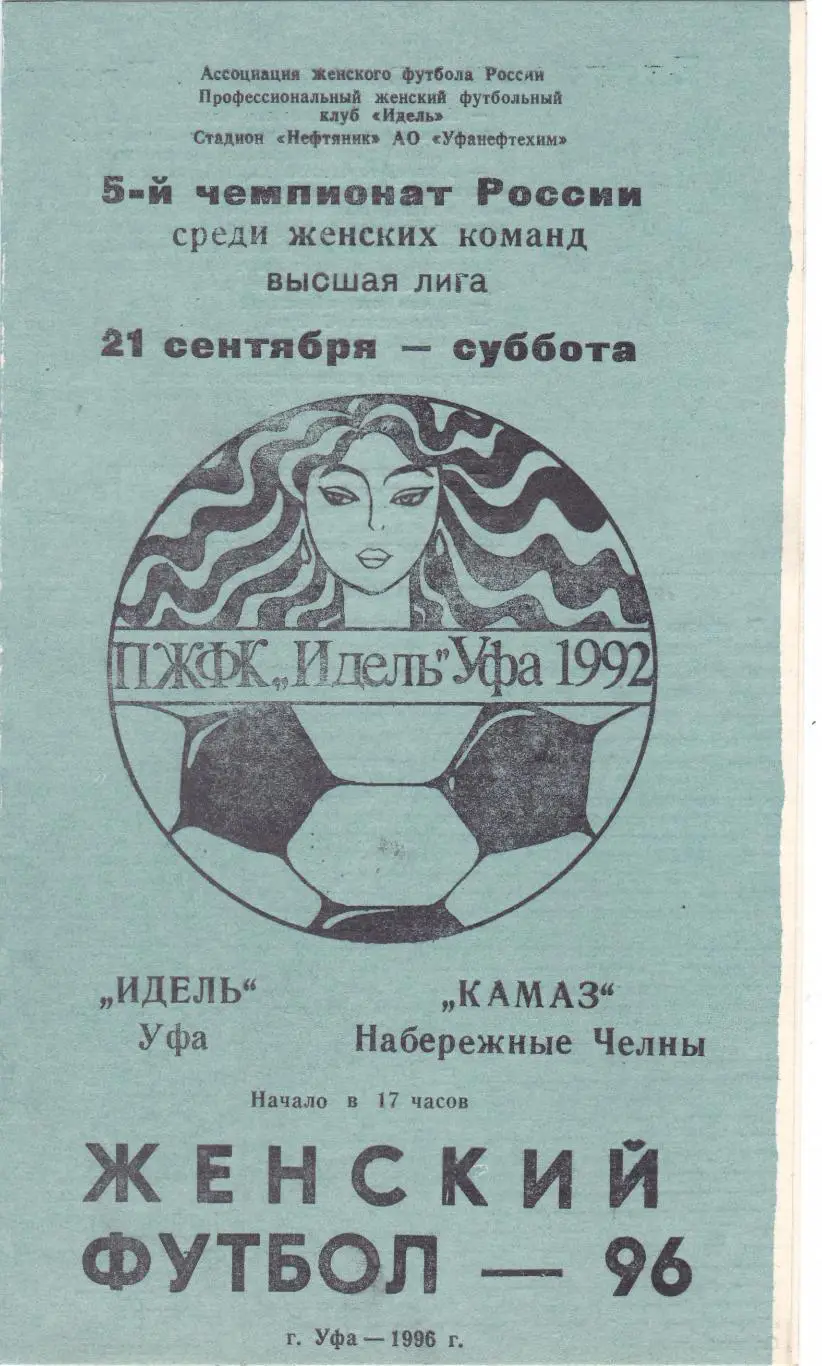 Ассоциация женского футбола России
Профессиональный женский футбольный
клуб «Идель»
Стадион «Нефтяник» АО «Уфанефтехим»
5-й чемпионат России
среди женских команд
высшая лига
21 сентября — суббота
ПЖФК „Идель“ Уфа 1992
„ИДЕЛЬ“
Уфа
„КАМАЗ“
Набережные Челны
Начало в 17 часов
ЖЕНСКИЙ
ФУТБОЛ — 96
г. Уфа — 1996 г.